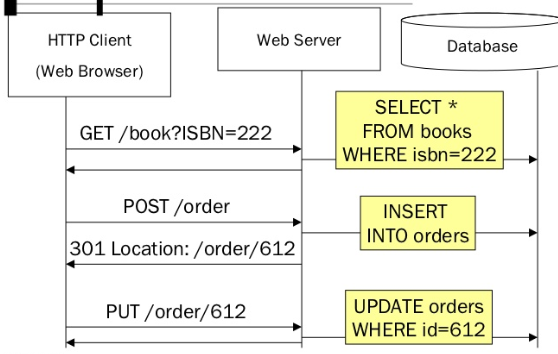 HTTP Client
(Web Browser)
Web Server
Database
GET /book?ISBN=222
SELECT *
FROM books
WHERE isbn=222
POST /order
INSERT
INTO orders
301 Location: /order/612
PUT /order/612
UPDATE orders
WHERE id=612